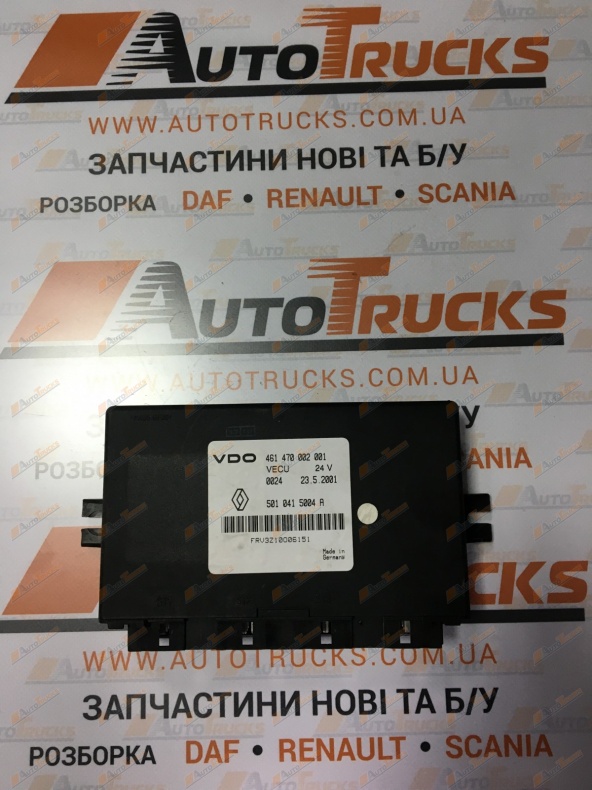 AUTOTRUCKS
WWW.AUTOTRUCKS.COM.UA
ЗАПЧАСТИНИ НОВІ ТА Б/У
РОЗБОРКА DAF • RENAULT • SCANIA
AUTOTRUCKS
WWW.AUTOTRUCKS.COM.UA
VDO 461 470 002 001
VECU 24 V
0024 23.5.2001
501 041 5004 A
FRV3210G06151
Made in
Germany
WWW.AUTOTRUCKS.COM.UA
ЗАПЧАСТИНИ НОВІ ТА Б/У
РОЗБОРКА DAF • RENAULT • SCANIA